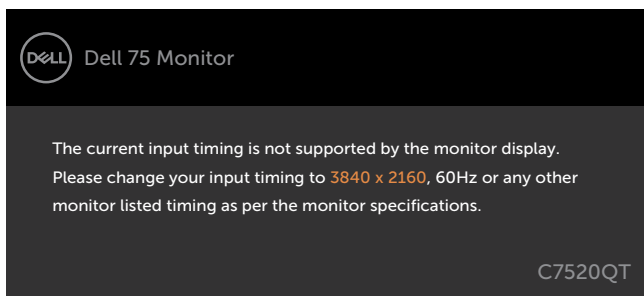 DELL Dell 75 Monitor
The current input timing is not supported by the monitor display.
Please change your input timing to 3840 x 2160, 60Hz or any other
monitor listed timing as per the monitor specifications.
C7520QT